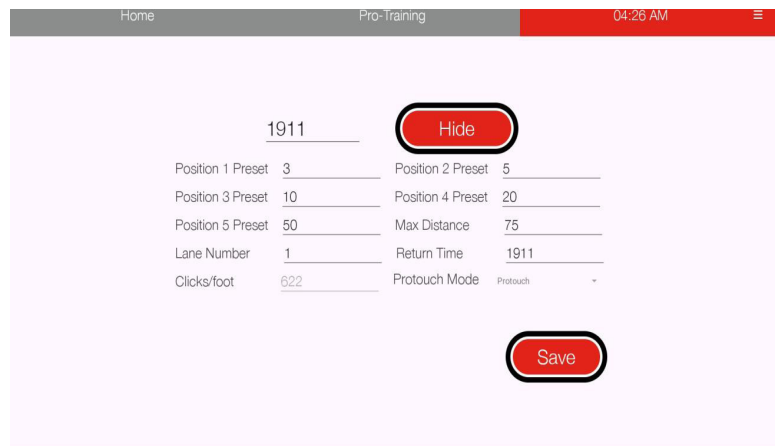 Home Pro-Training 04:26 AM ☰
1911 Hide
Position 1 Preset 3 Position 2 Preset 5
Position 3 Preset 10 Position 4 Preset 20
Position 5 Preset 50 Max Distance 75
Lane Number 1 Return Time 1911
Clicks/foot 622 Protouch Mode Protouch
Save